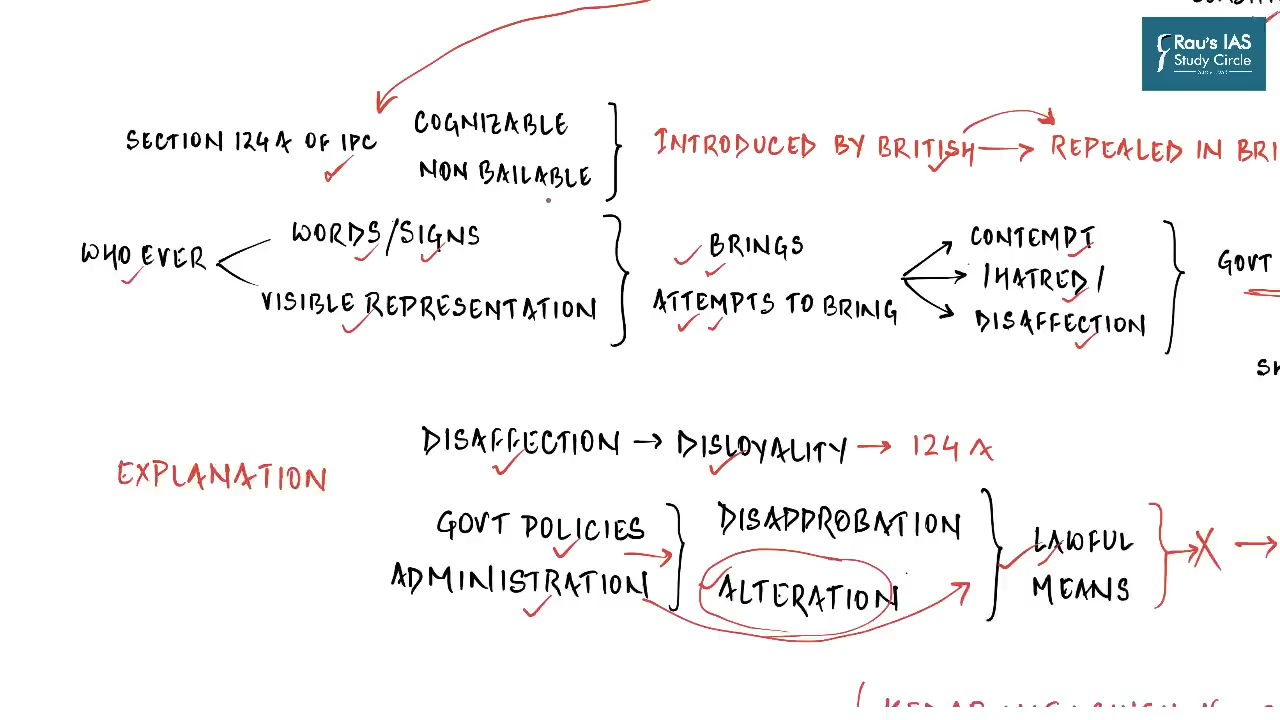 Rau's IAS
Study Circle
SECTION 124A OF IPC
COGNIZABLE
NON BAILABLE
INTRODUCED BY BRITISH → REPEALED IN BRI
WHO EVER
WORDS/SIGNS
VISIBLE REPRESENTATION
BRINGS
ATTEMPTS TO BRING
CONTEMPT
/HATRED/
DISAFFECTION
GOVT
EXPLANATION
DISAFFECTION → DISLOYALITY → 124 A
GOVT POLICIES
ADMINISTRATION
DISAPPROBATION
ALTERATION
LAWFUL
MEANS
X →